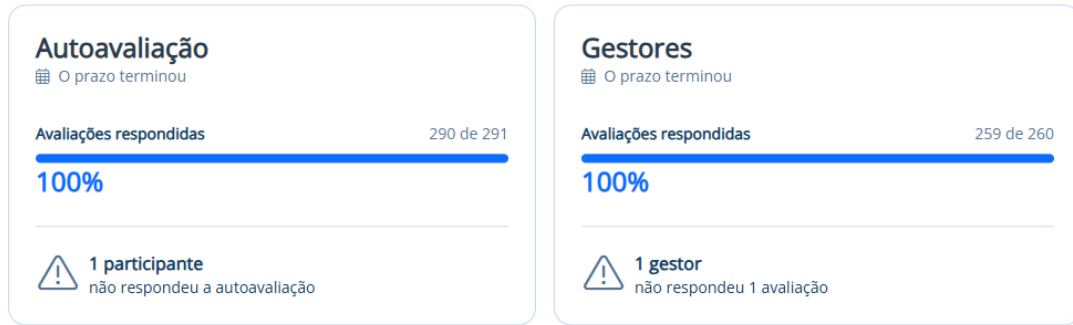 Autoavaliação
O prazo terminou
Avaliações respondidas 290 de 291
100%
1 participante
não respondeu a autoavaliação
Gestores
O prazo terminou
Avaliações respondidas 259 de 260
100%
1 gestor
não respondeu 1 avaliação